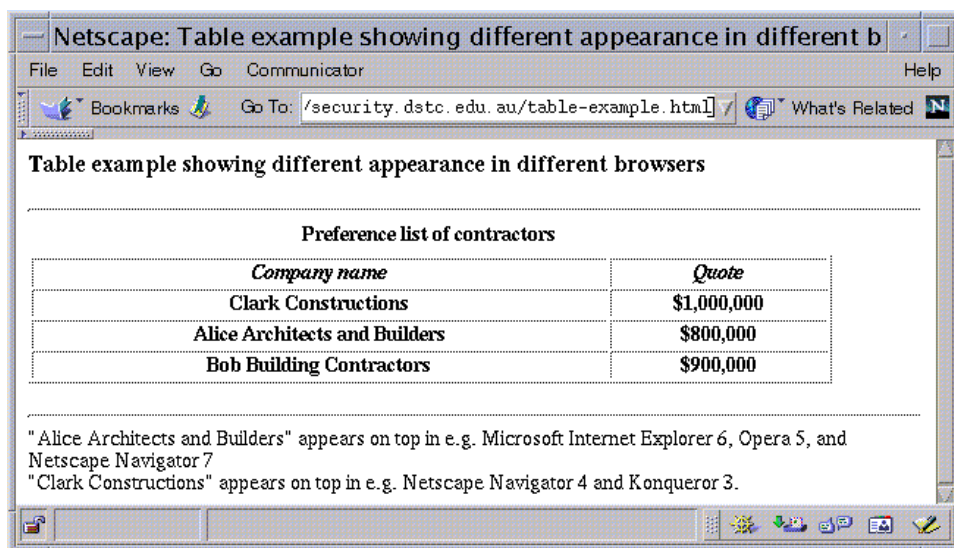 Netscape: Table example showing different appearance in different b
File Edit View Go Communicator Help
Bookmarks Go To: /security.dstc.edu.au/table-example.html What's Related N
Table example showing different appearance in different browsers
Preference list of contractors
Company name Quote
Clark Constructions $1,000,000
Alice Architects and Builders $800,000
Bob Building Contractors $900,000
"Alice Architects and Builders" appears on top in e.g. Microsoft Internet Explorer 6, Opera 5, and
Netscape Navigator 7
"Clark Constructions" appears on top in e.g. Netscape Navigator 4 and Konqueror 3.